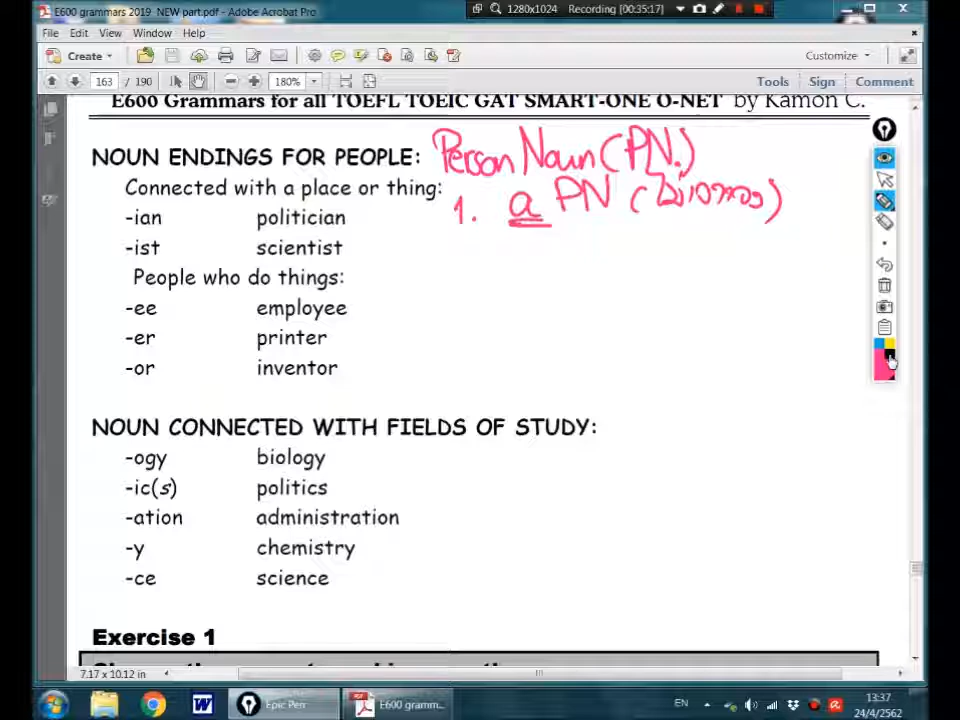 E600 grammars 2019 NEW part.pdf - Adobe Acrobat Pro
1280x1024 Recording [00:35:17]
File Edit View Window Help
Create
Customize
163 / 190
180%
Tools Sign Comment
E600 Grammars for all TOEFL TOEIC GAT SMART-ONE O-NET by Kamon C.
NOUN ENDINGS FOR PEOPLE: Person Noun (PN.)
Connected with a place or thing:
1. a PN
-ian politician
-ist scientist
People who do things:
-ee employee
-er printer
-or inventor
NOUN CONNECTED WITH FIELDS OF STUDY:
-ogy biology
-ic(s) politics
-ation administration
-y chemistry
-ce science
Exercise 1
7.17 x 10.12 in
Epic Pen
E600 gramm...
EN
13:37
24/4/2562